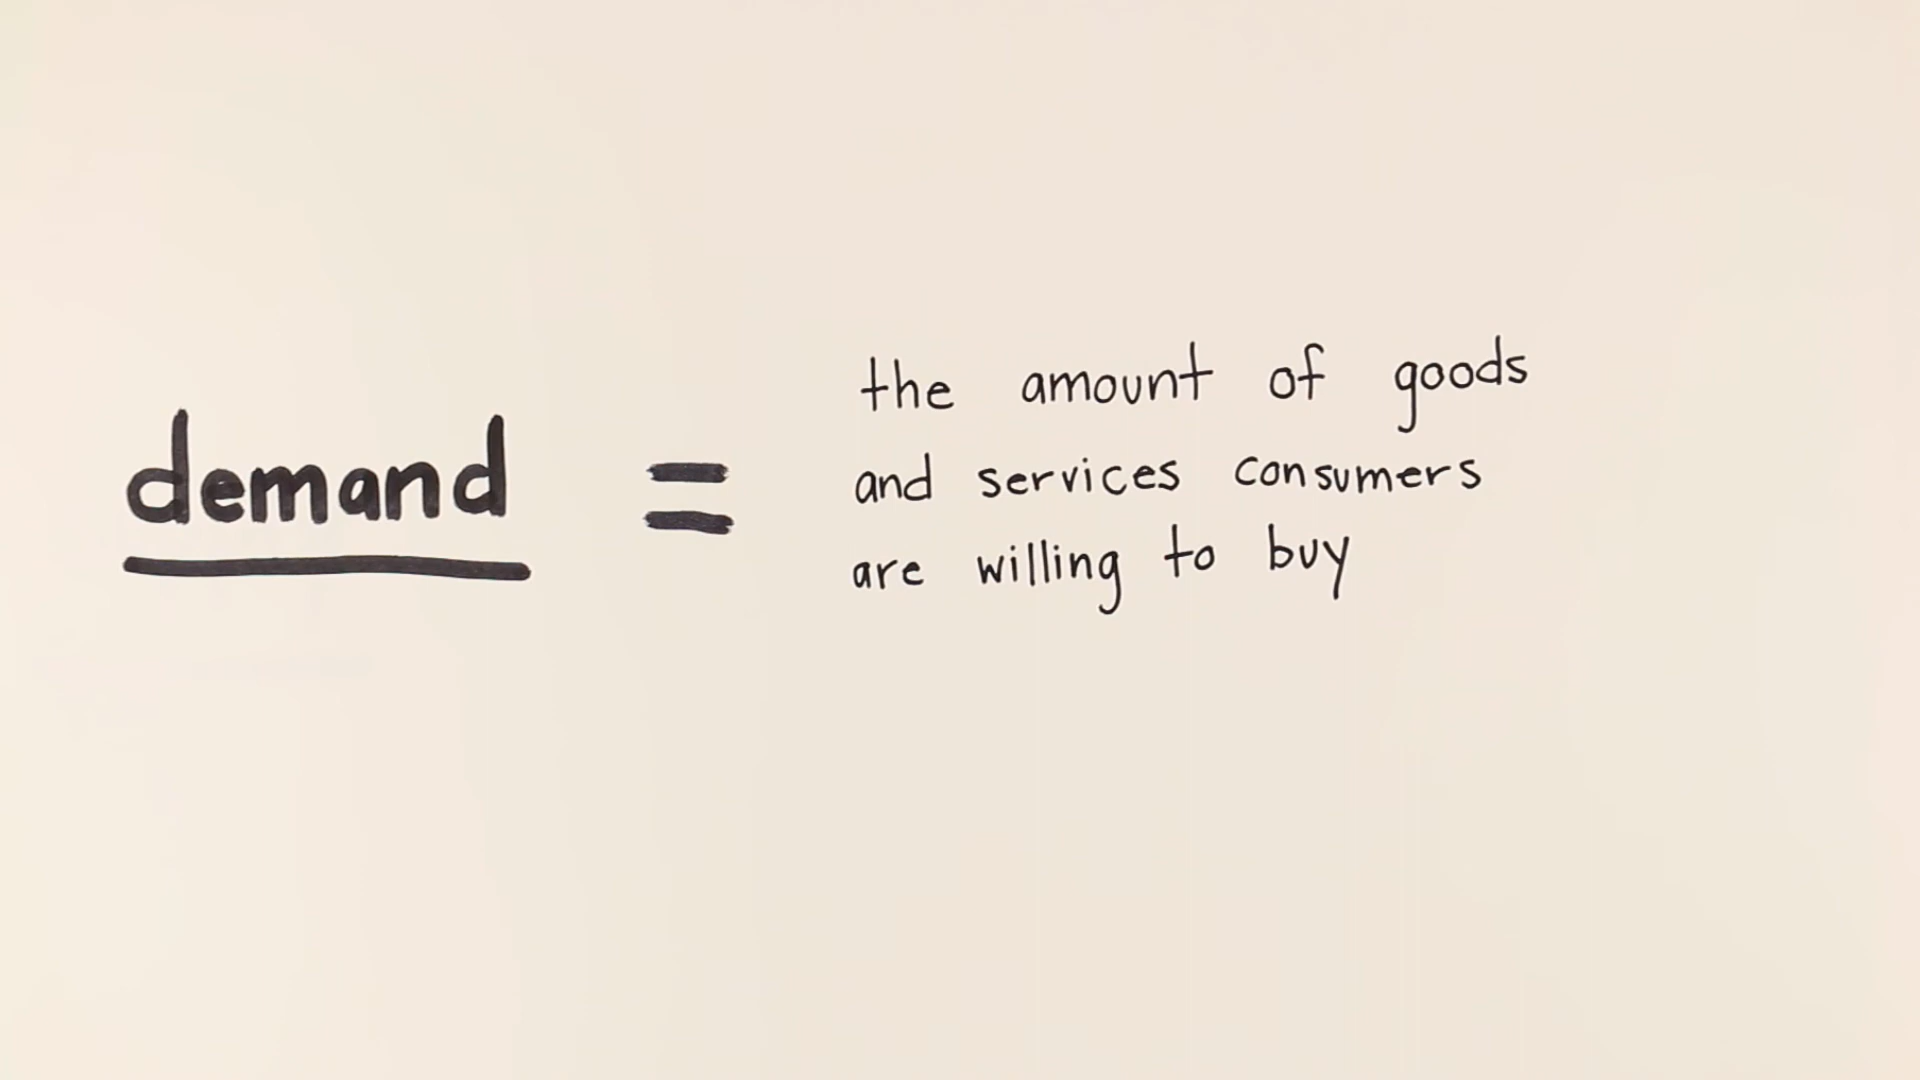 demand =
the amount of goods
and services consumers
are willing to buy